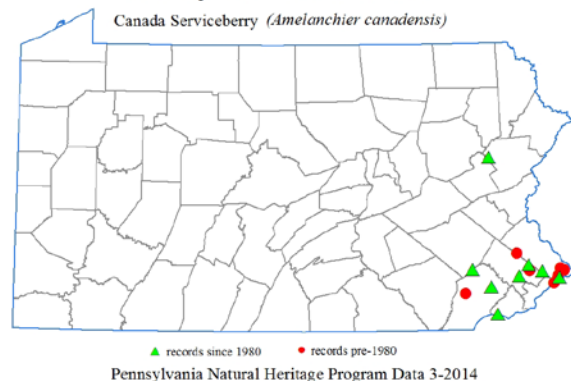 Canada Serviceberry (Amelanchier canadensis)
records since 1980 records pre-1980
Pennsylvania Natural Heritage Program Data 3-2014